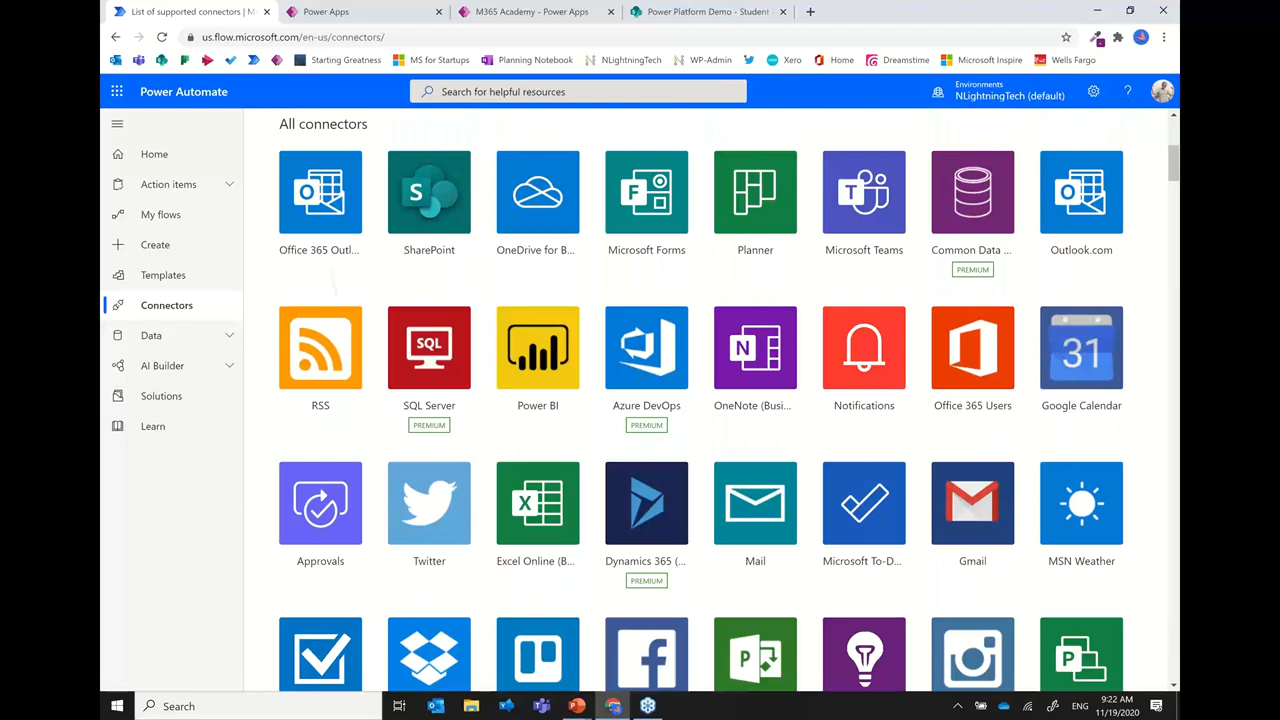 List of supported connectors | M
Power Apps
M365 Academy - Power Apps
Power Platform Demo - Student
us.flow.microsoft.com/en-us/connectors/
Starting Greatness
MS for Startups
Planning Notebook
NLightningTech
WP-Admin
Xero
Home
Dreamstime
Microsoft Inspire
Wells Fargo
Power Automate
Search for helpful resources
Environments
NLightningTech (default)
Home
Action items
My flows
Create
Templates
Connectors
Data
AI Builder
Solutions
Learn
All connectors
Office 365 Outl...
SharePoint
OneDrive for B...
Microsoft Forms
Planner
Microsoft Teams
Common Data ...
Outlook.com
PREMIUM
SQL
31
RSS
SQL Server
Power BI
Azure DevOps
OneNote (Busi...
Notifications
Office 365 Users
Google Calendar
PREMIUM
PREMIUM
Approvals
Twitter
Excel Online (B...
Dynamics 365 (...
Mail
Microsoft To-D...
Gmail
MSN Weather
PREMIUM
Search
9:22 AM
11/19/2020